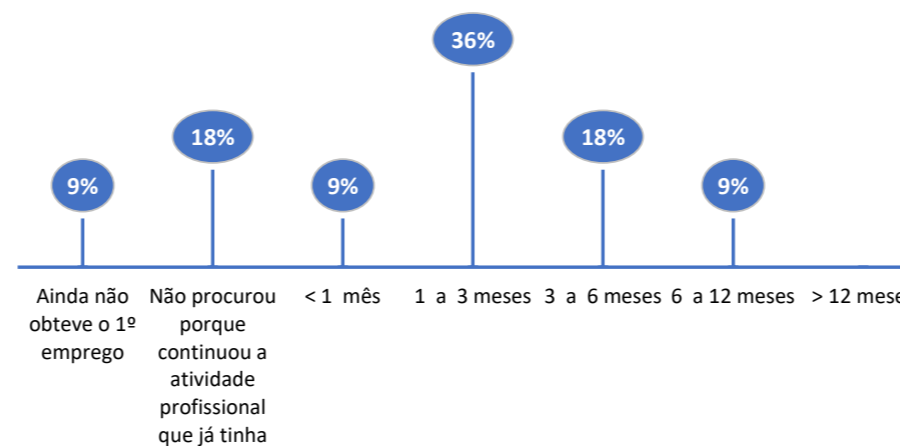 36%
18%
18%
9%
9%
9%
Ainda não
obteve o 1º
emprego
Não procurou
porque
continuou a
atividade
profissional
que já tinha
< 1 mês
1 a 3 meses
3 a 6 meses
6 a 12 meses
> 12 mese